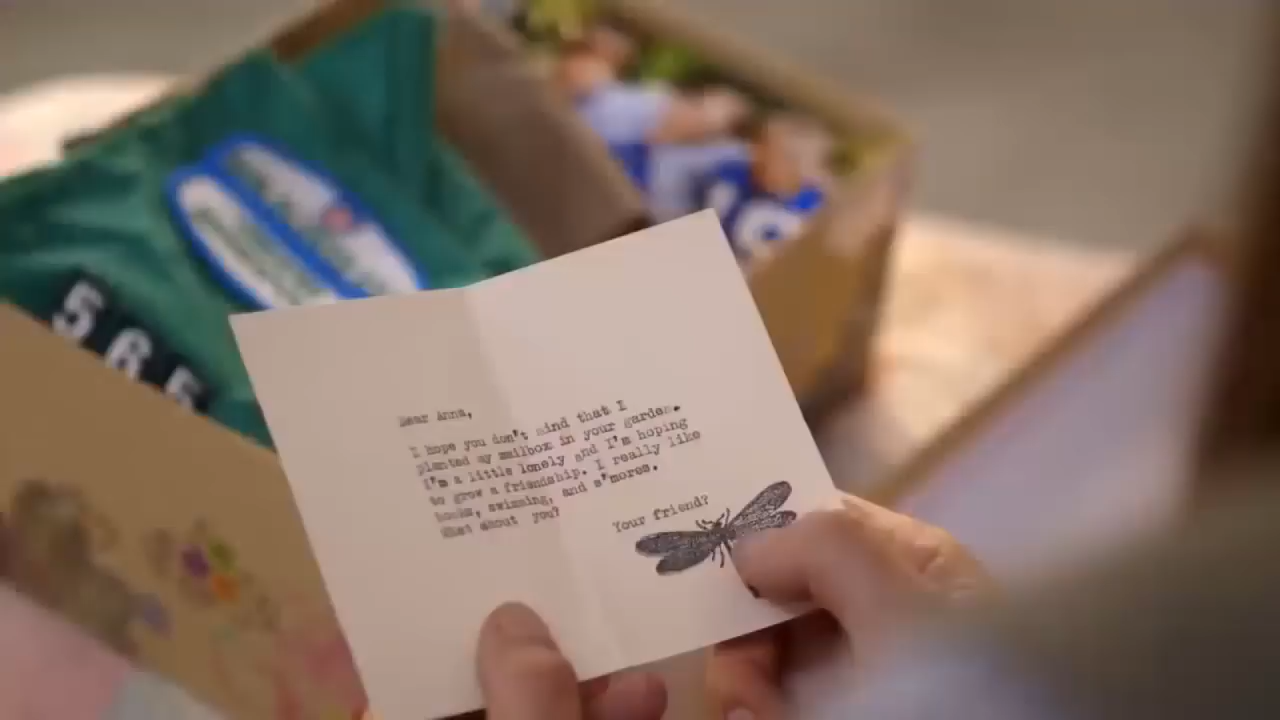 565
Dear Anna,
I hope you don't mind that I
planted my mailbox in your garden.
I'm a little lonely and I'm hoping
to grow a friendship. I really like
books, swimming, and s'mores.
What about you?
Your friend?